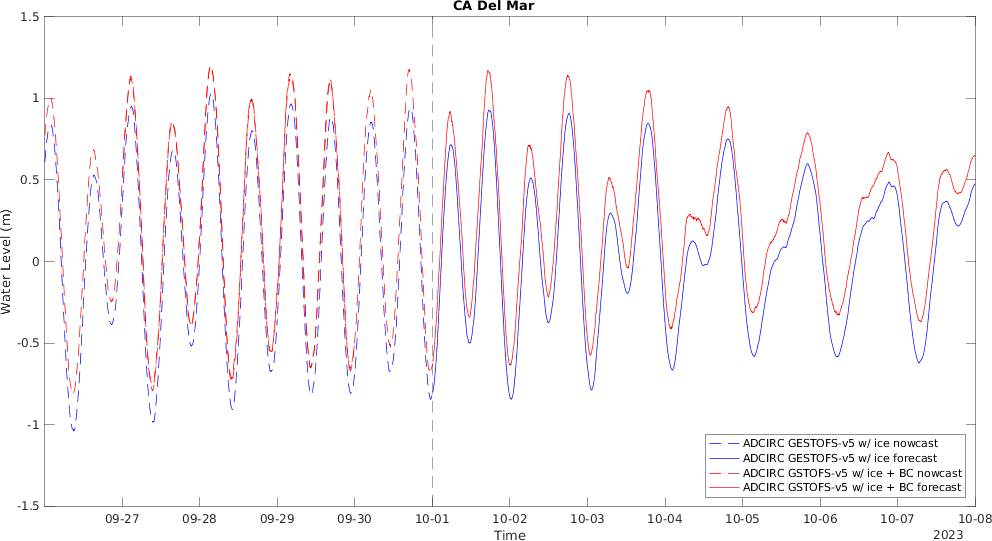 CA Del Mar
1.5
1
0.5
0
-0.5
-1
-1.5
Water Level (m)
ADCIRC GESTOFS-v5 w/ ice nowcast
ADCIRC GESTOFS-v5 w/ ice forecast
ADCIRC GSTOFS-v5 w/ ice + BC nowcast
ADCIRC GSTOFS-v5 w/ ice + BC forecast
09-27 09-28 09-29 09-30 10-01 10-02 10-03 10-04 10-05 10-06 10-07 10-08
Time
2023